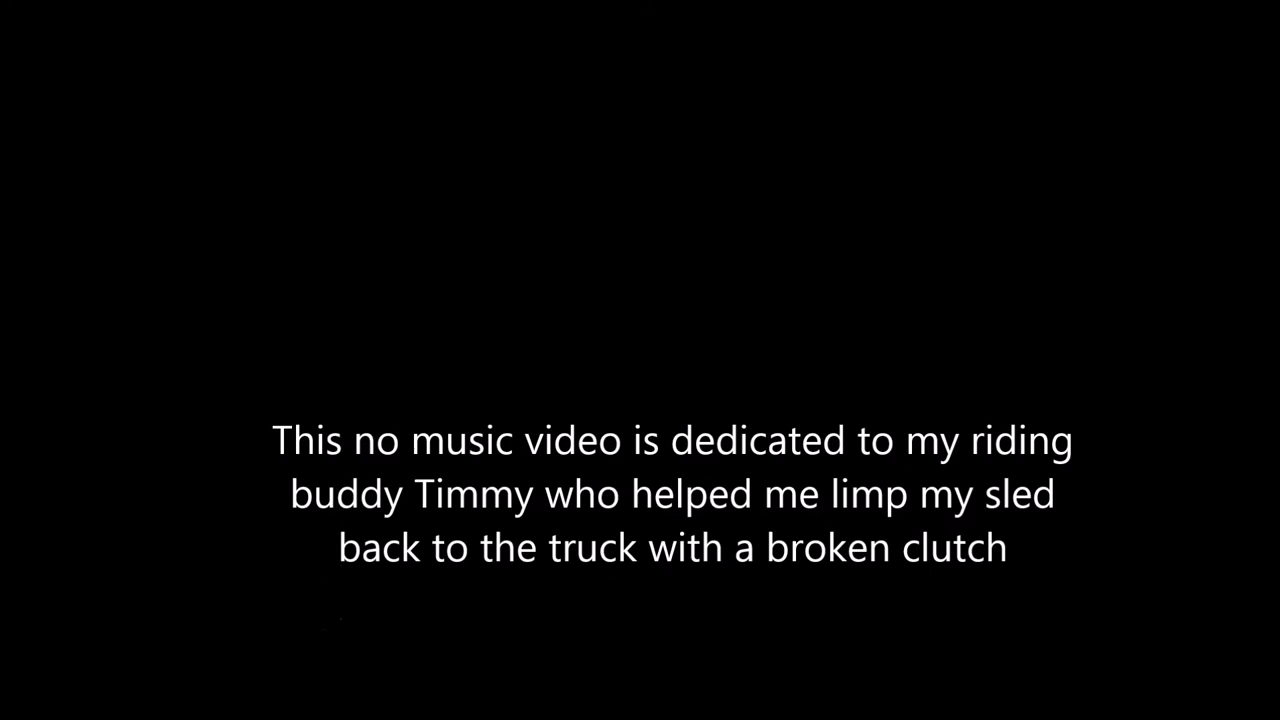 This no music video is dedicated to my riding
buddy Timmy who helped me limp my sled
back to the truck with a broken clutch